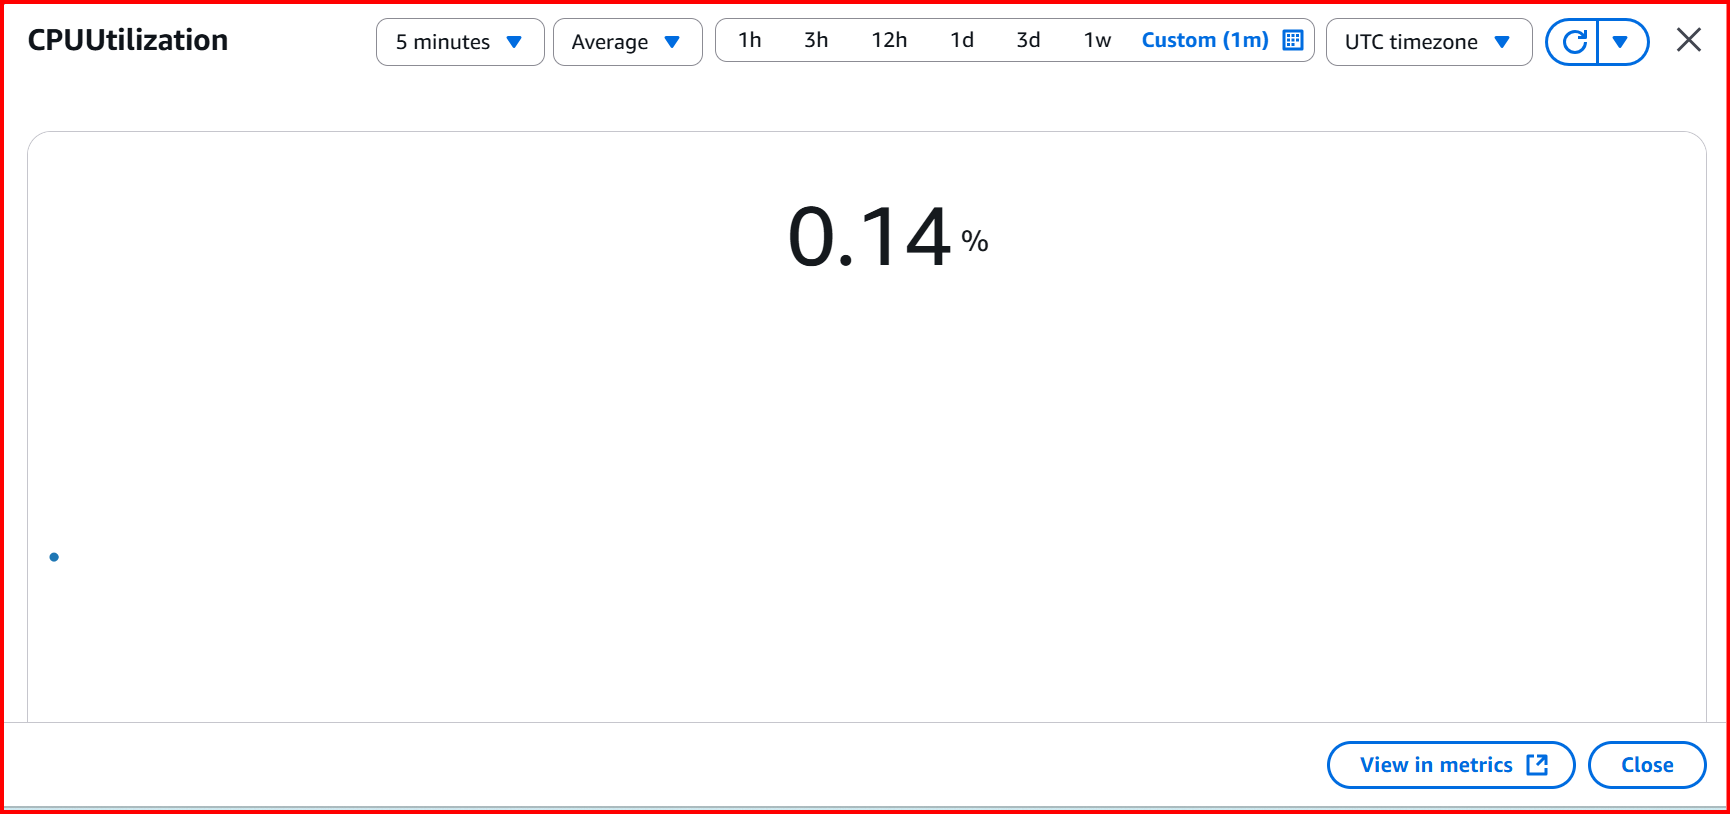 CPUUtilization
5 minutes
Average
1h 3h 12h 1d 3d 1w Custom (1m)
UTC timezone
0.14 %
View in metrics
Close